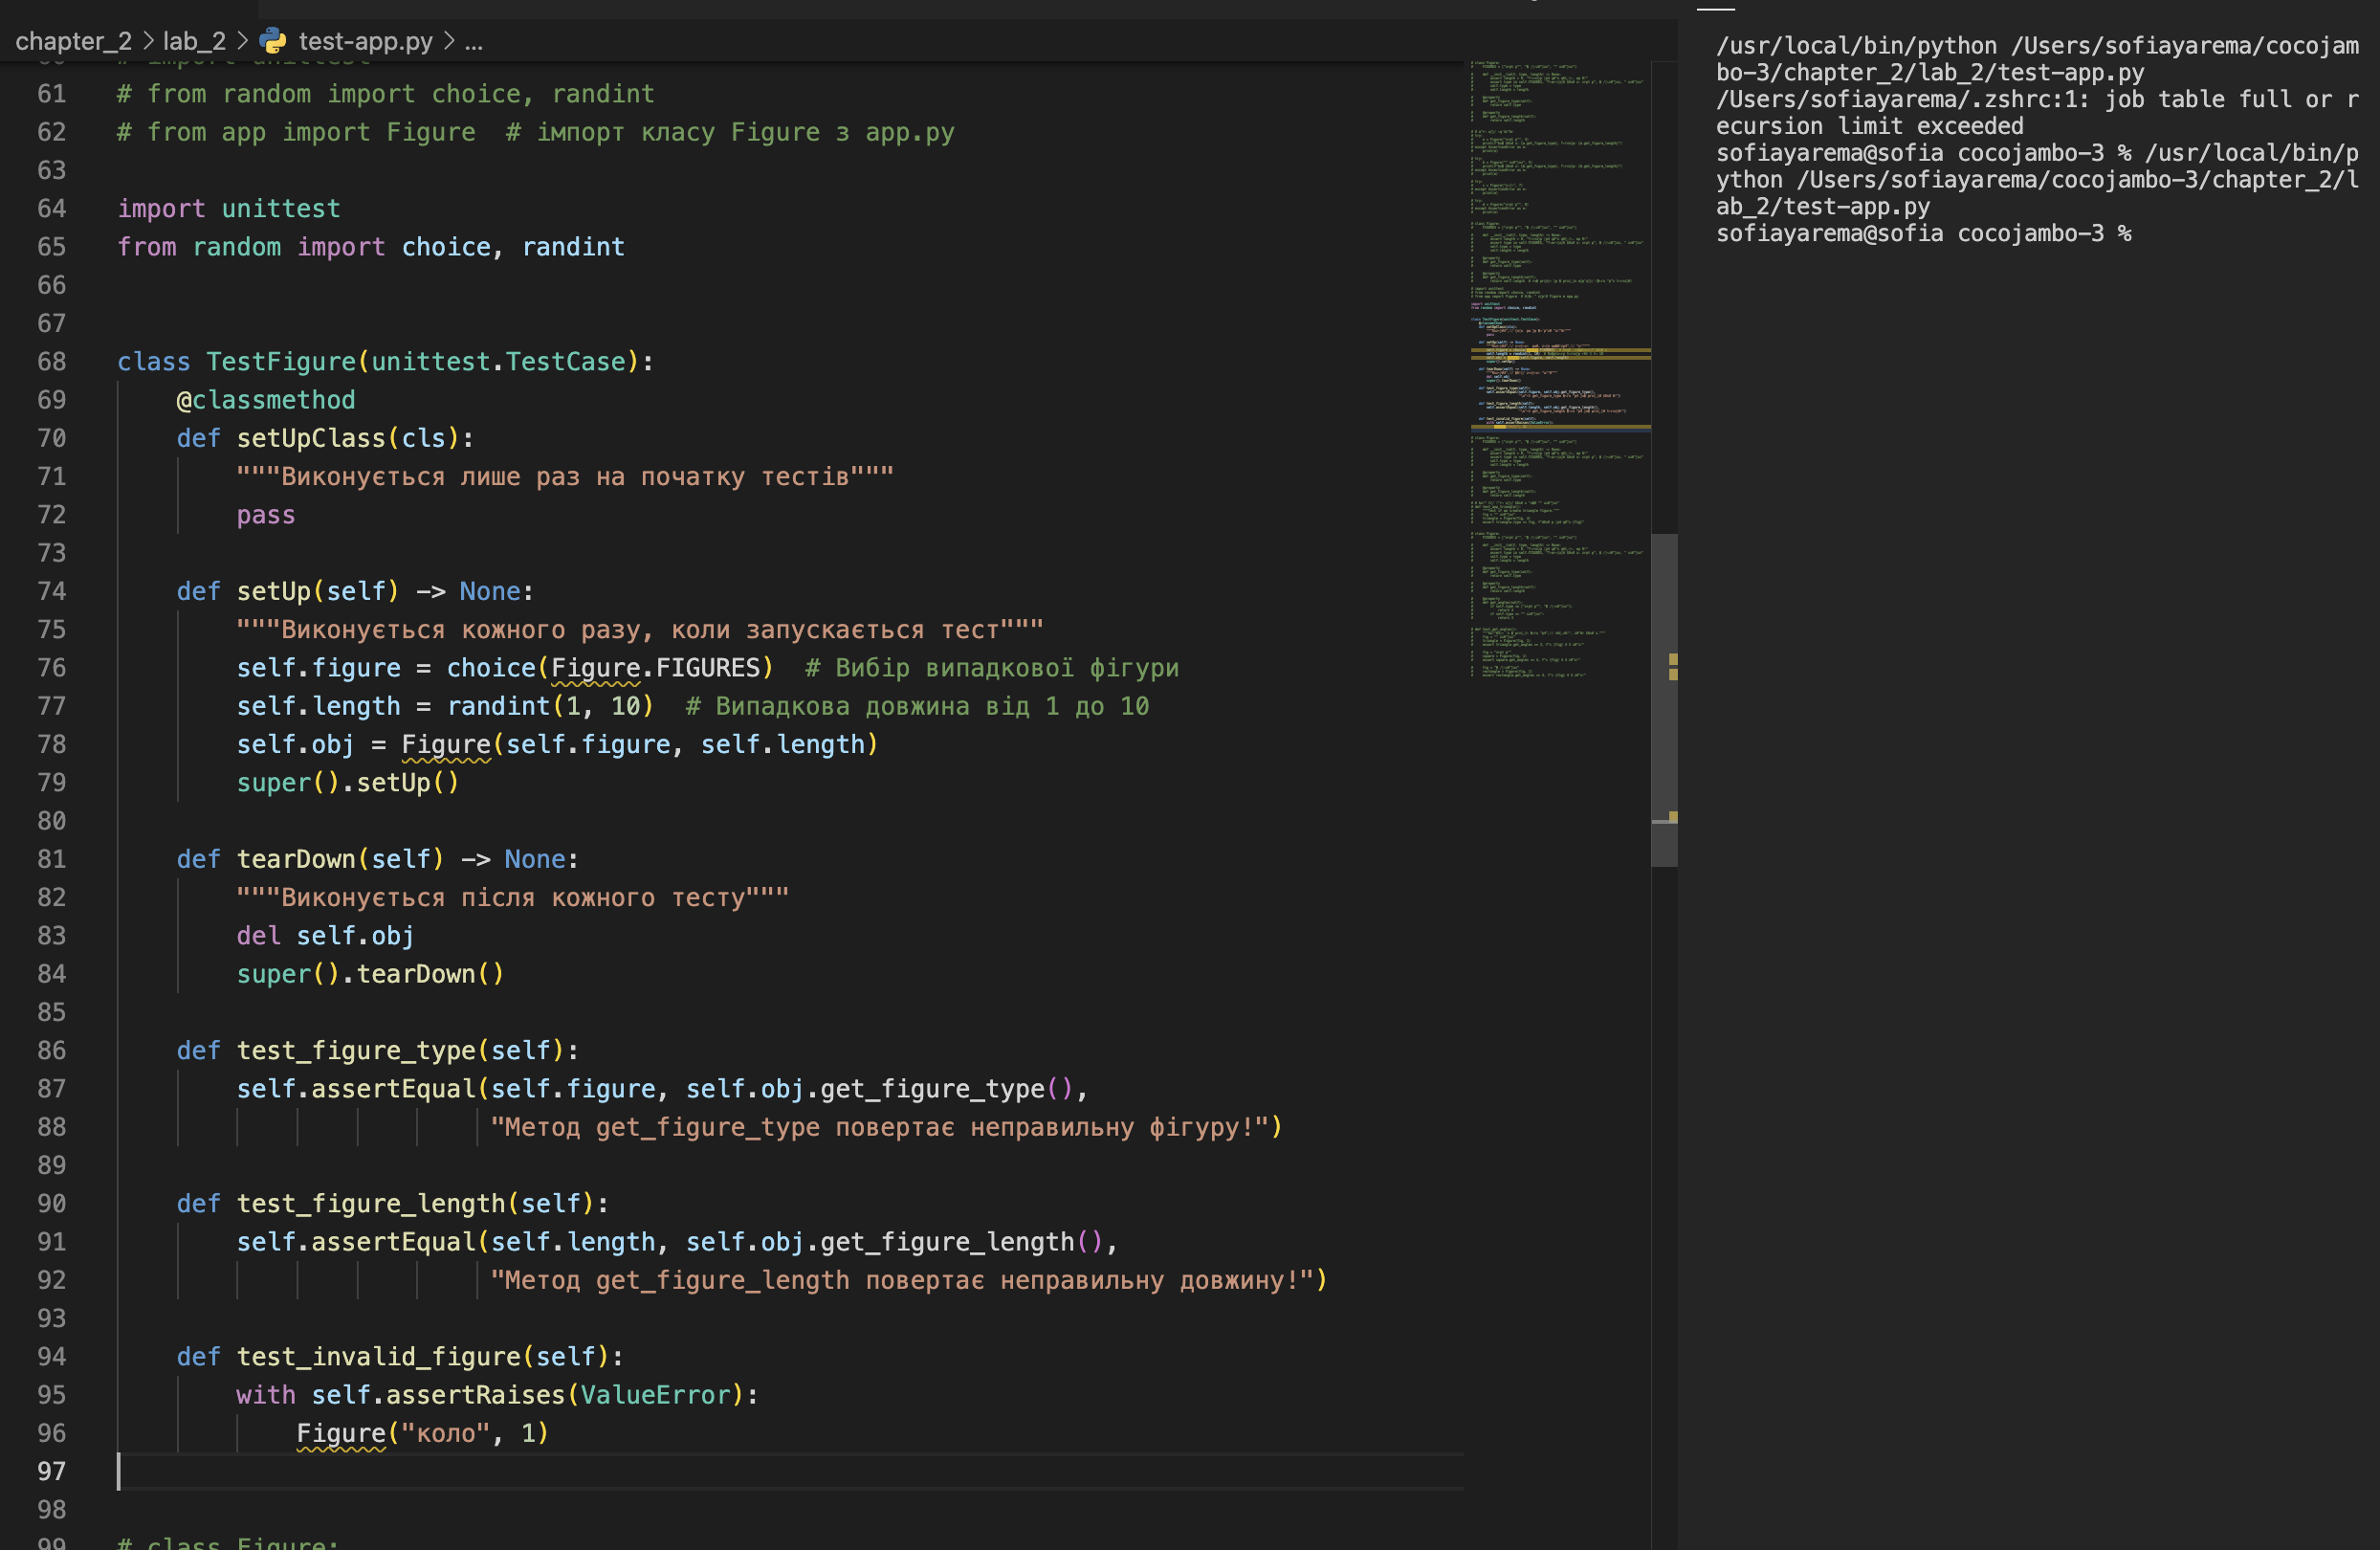 chapter_2 > lab_2 > test-app.py > ...
60 # import unittest
61 # from random import choice, randint
62 # from app import Figure  # імпорт класу Figure з app.py
63
64 import unittest
65 from random import choice, randint
66
67
68 class TestFigure(unittest.TestCase):
69     @classmethod
70     def setUpClass(cls):
71         """Виконується лише раз на початку тестів"""
72         pass
73
74     def setUp(self) -> None:
75         """Виконується кожного разу, коли запускається тест"""
76         self.figure = choice(Figure.FIGURES)  # Вибір випадкової фігури
77         self.length = randint(1, 10)  # Випадкова довжина від 1 до 10
78         self.obj = Figure(self.figure, self.length)
79         super().setUp()
80
81     def tearDown(self) -> None:
82         """Виконується після кожного тесту"""
83         del self.obj
84         super().tearDown()
85
86     def test_figure_type(self):
87         self.assertEqual(self.figure, self.obj.get_figure_type(),
88                          "Метод get_figure_type повертає неправильну фігуру!")
89
90     def test_figure_length(self):
91         self.assertEqual(self.length, self.obj.get_figure_length(),
92                          "Метод get_figure_length повертає неправильну довжину!")
93
94     def test_invalid_figure(self):
95         with self.assertRaises(ValueError):
96             Figure("коло", 1)
97
98
99 # class Figure:
/usr/local/bin/python /Users/sofiayarema/cocojam
bo-3/chapter_2/lab_2/test-app.py
/Users/sofiayarema/.zshrc:1: job table full or r
ecursion limit exceeded
sofiayarema@sofia cocojambo-3 % /usr/local/bin/p
ython /Users/sofiayarema/cocojambo-3/chapter_2/l
ab_2/test-app.py
sofiayarema@sofia cocojambo-3 %